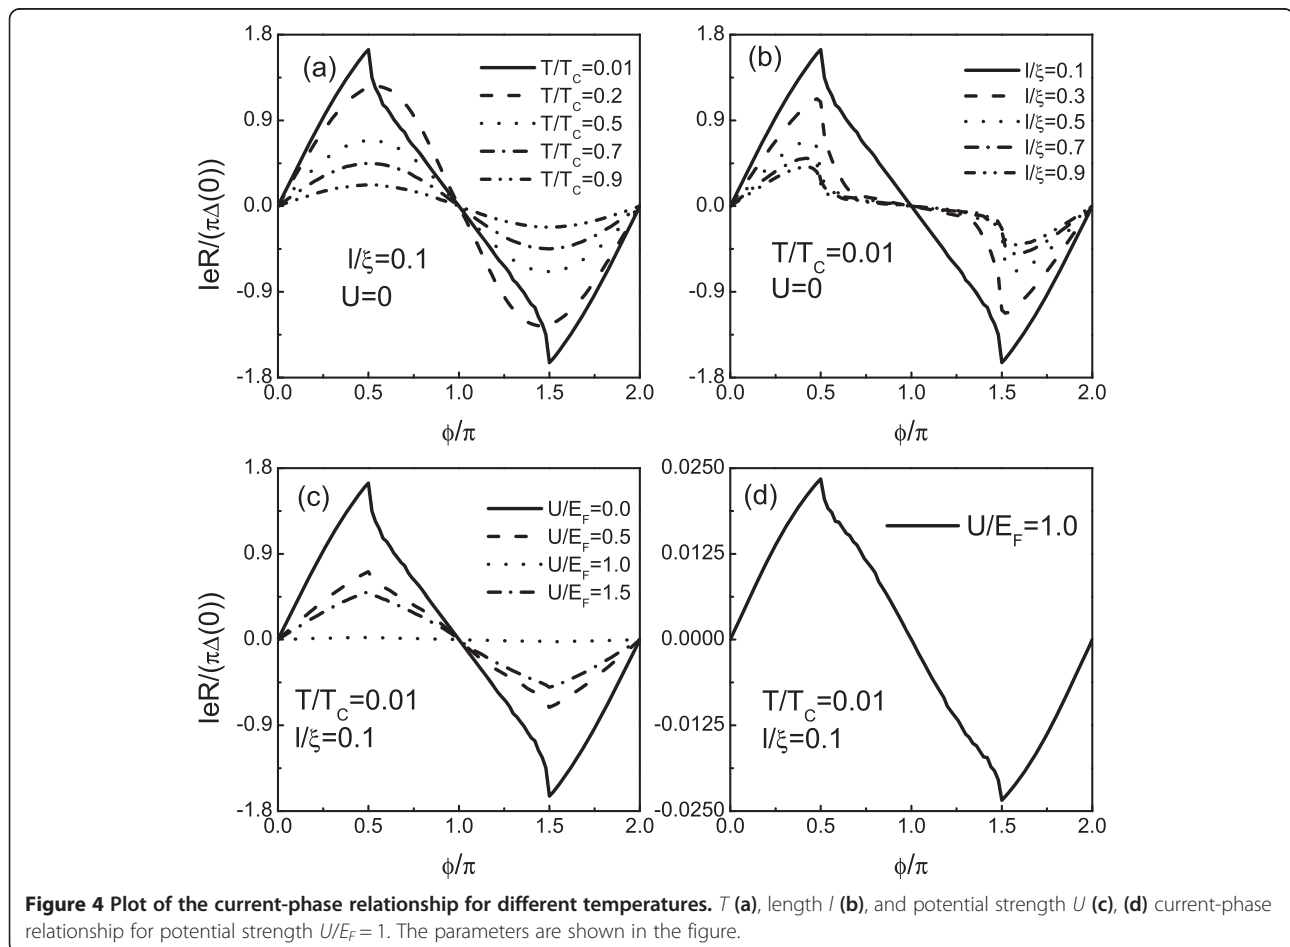 1.8
0.9
0.0
-0.9
-1.8
IeR/(πΔ(0))
(a)
T/T_C=0.01
T/T_C=0.2
T/T_C=0.5
T/T_C=0.7
T/T_C=0.9
l/ξ=0.1
U=0
0.0 0.5 1.0 1.5 2.0
ϕ/π
1.8
0.9
0.0
-0.9
-1.8
IeR/(πΔ(0))
(b)
l/ξ=0.1
l/ξ=0.3
l/ξ=0.5
l/ξ=0.7
l/ξ=0.9
T/T_C=0.01
U=0
0.0 0.5 1.0 1.5 2.0
ϕ/π
1.8
0.9
0.0
-0.9
-1.8
IeR/(πΔ(0))
(c)
U/E_F=0.0
U/E_F=0.5
U/E_F=1.0
U/E_F=1.5
T/T_C=0.01
l/ξ=0.1
0.0 0.5 1.0 1.5 2.0
ϕ/π
0.0250
0.0125
0.0000
-0.0125
-0.0250
(d)
U/E_F=1.0
T/T_C=0.01
l/ξ=0.1
0.0 0.5 1.0 1.5 2.0
ϕ/π
Figure 4 Plot of the current-phase relationship for different temperatures. T (a), length l (b), and potential strength U (c), (d) current-phase
relationship for potential strength U/E_F = 1. The parameters are shown in the figure.